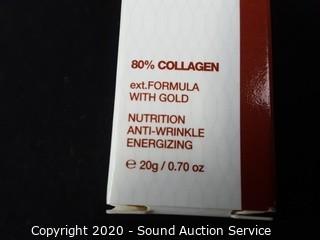 80% COLLAGEN
ext.FORMULA
WITH GOLD
NUTRITION
ANTI-WRINKLE
ENERGIZING
℮ 20g / 0.70 oz
Copyright 2020 - Sound Auction Service